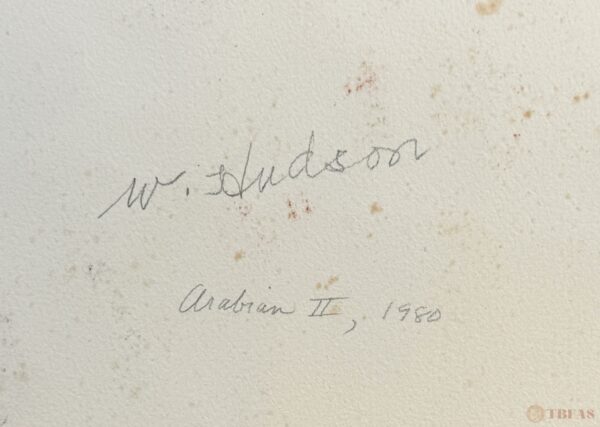 W. Hudson
Arabian II, 1980
TBFAS